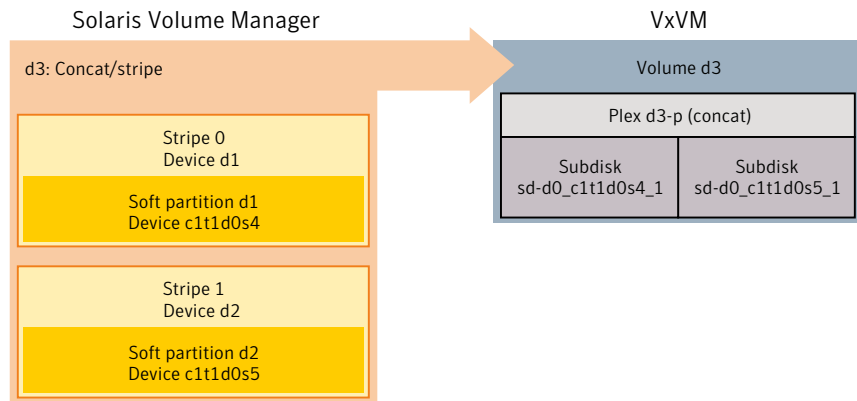 Solaris Volume Manager
VxVM
d3: Concat/stripe
Stripe 0
Device d1
Soft partition d1
Device c1t1d0s4
Stripe 1
Device d2
Soft partition d2
Device c1t1d0s5
Volume d3
Plex d3-p (concat)
Subdisk
sd-d0_c1t1d0s4_1
Subdisk
sd-d0_c1t1d0s5_1